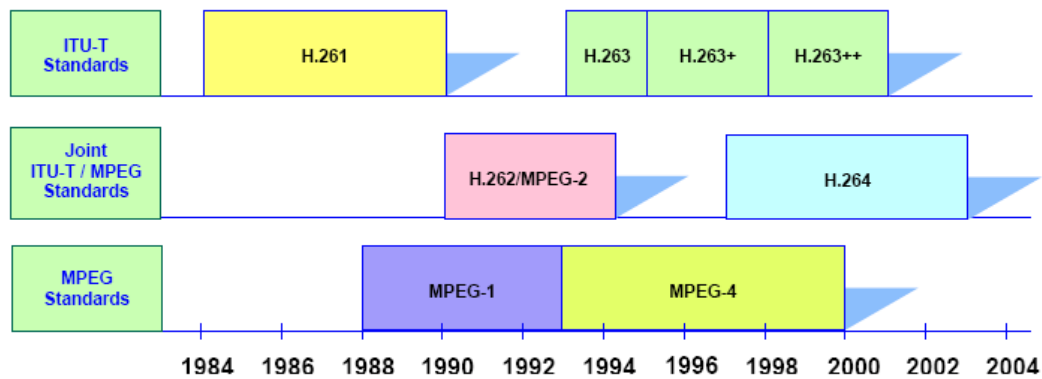 ITU-T
Standards
H.261
H.263
H.263+
H.263++
Joint
ITU-T / MPEG
Standards
H.262/MPEG-2
H.264
MPEG
Standards
MPEG-1
MPEG-4
1984 1986 1988 1990 1992 1994 1996 1998 2000 2002 2004